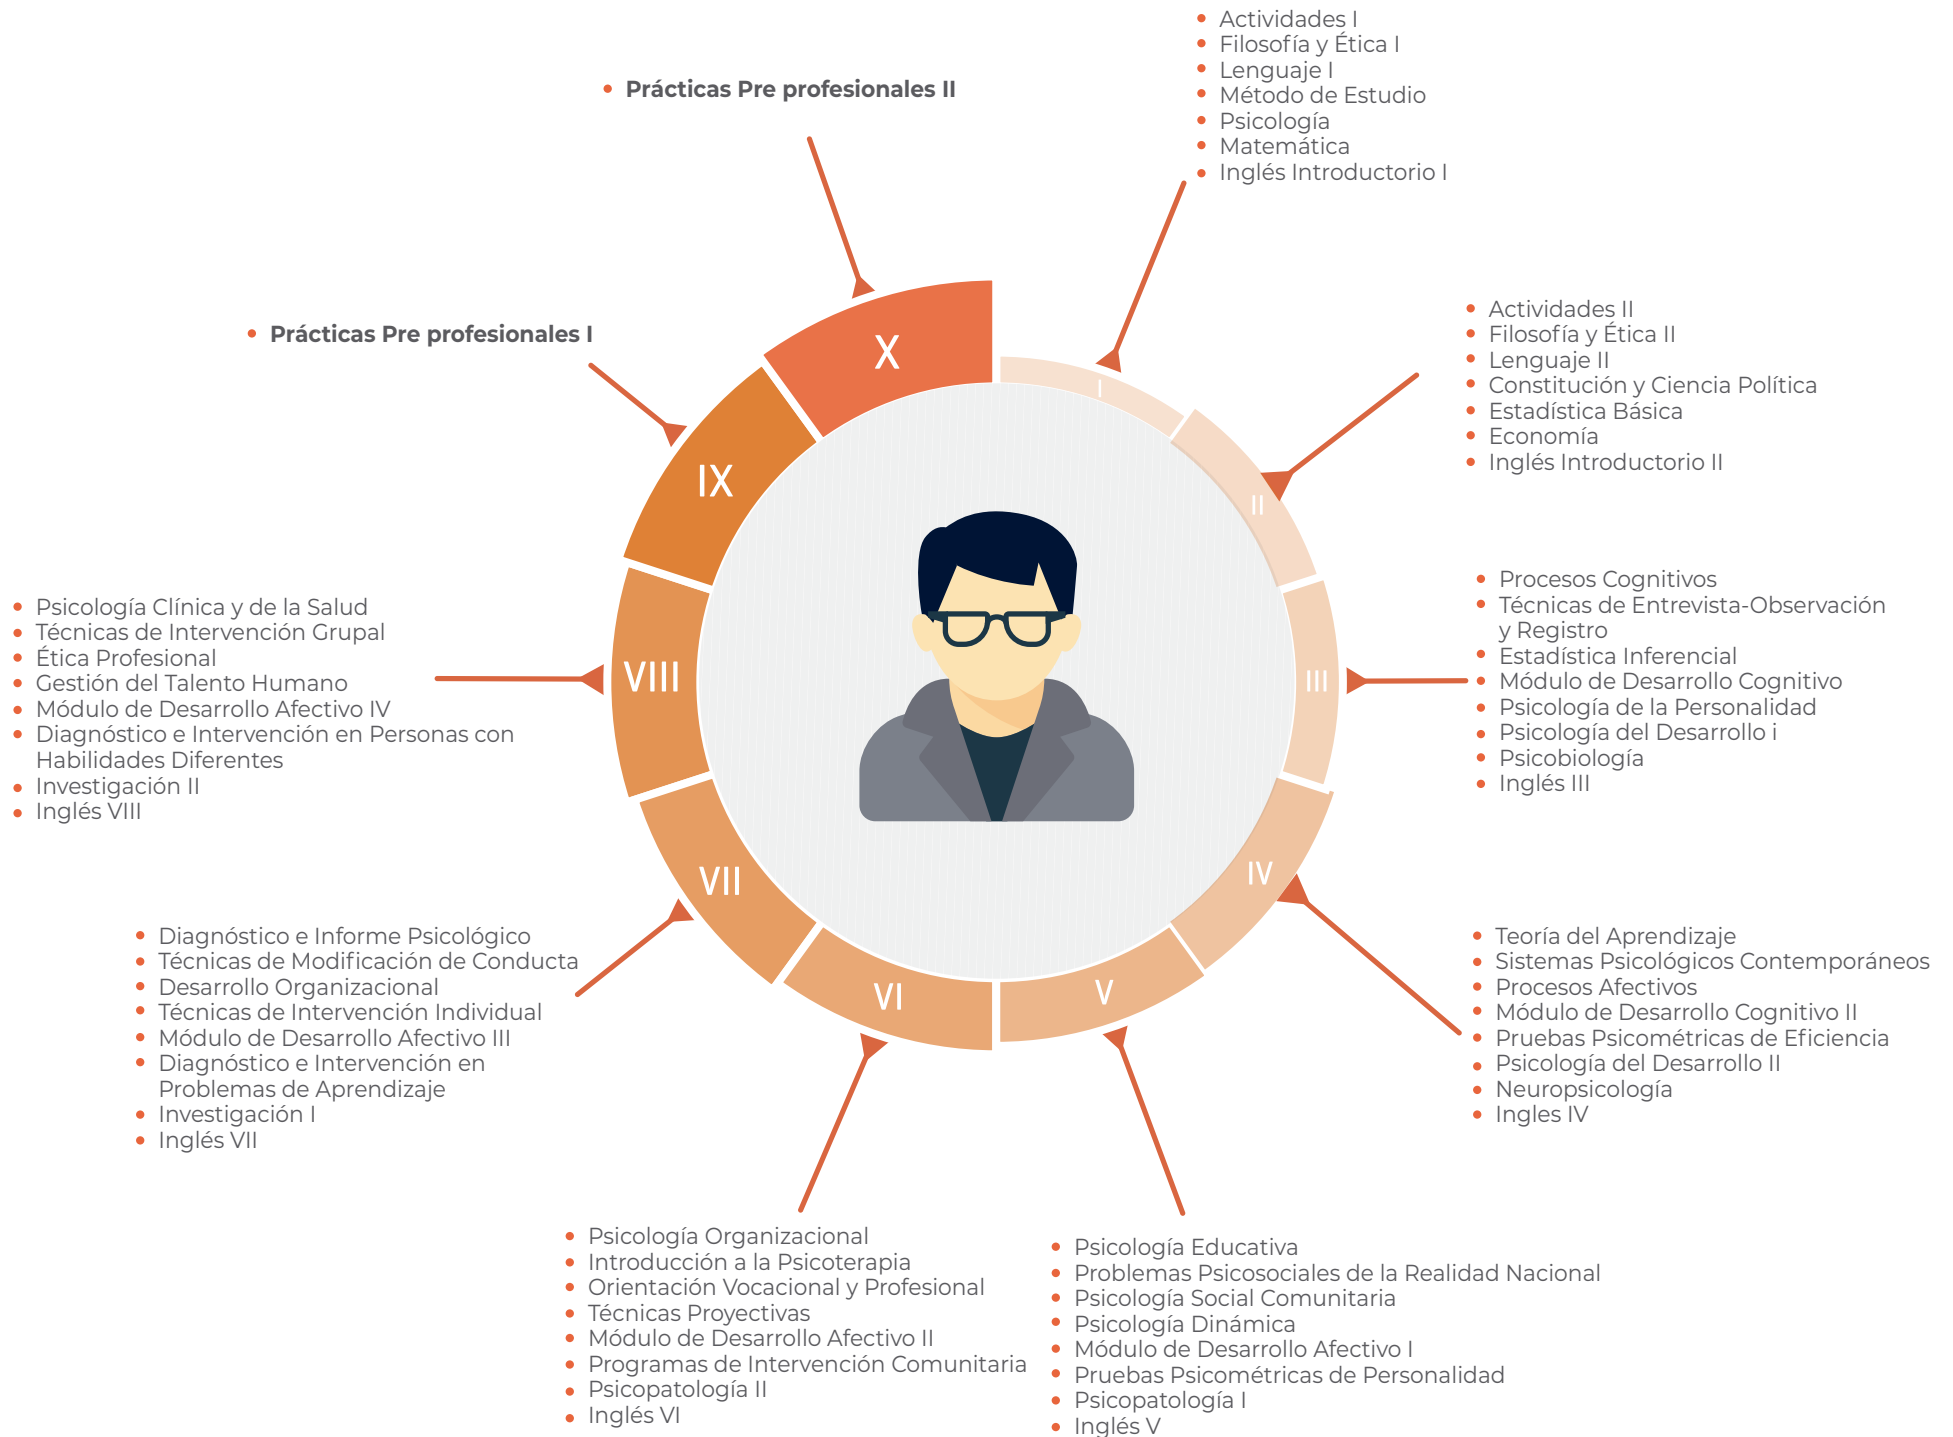 Actividades I
Filosofía y Ética I
Lenguaje I
Método de Estudio
Psicología
Matemática
Inglés Introductorio I
I
Actividades II
Filosofía y Ética II
Lenguaje II
Constitución y Ciencia Política
Estadística Básica
Economía
Inglés Introductorio II
II
Procesos Cognitivos
Técnicas de Entrevista-Observación
y Registro
Estadística Inferencial
Módulo de Desarrollo Cognitivo
Psicología de la Personalidad
Psicología del Desarrollo i
Psicobiología
Inglés III
III
Teoría del Aprendizaje
Sistemas Psicológicos Contemporáneos
Procesos Afectivos
Módulo de Desarrollo Cognitivo II
Pruebas Psicométricas de Eficiencia
Psicología del Desarrollo II
Neuropsicología
Ingles IV
IV
Psicología Educativa
Problemas Psicosociales de la Realidad Nacional
Psicología Social Comunitaria
Psicología Dinámica
Módulo de Desarrollo Afectivo I
Pruebas Psicométricas de Personalidad
Psicopatología I
Inglés V
V
Psicología Organizacional
Introducción a la Psicoterapia
Orientación Vocacional y Profesional
Técnicas Proyectivas
Módulo de Desarrollo Afectivo II
Programas de Intervención Comunitaria
Psicopatología II
Inglés VI
VI
Diagnóstico e Informe Psicológico
Técnicas de Modificación de Conducta
Desarrollo Organizacional
Técnicas de Intervención Individual
Módulo de Desarrollo Afectivo III
Diagnóstico e Intervención en
Problemas de Aprendizaje
Investigación I
Inglés VII
VII
Psicología Clínica y de la Salud
Técnicas de Intervención Grupal
Ética Profesional
Gestión del Talento Humano
Módulo de Desarrollo Afectivo IV
Diagnóstico e Intervención en Personas con
Habilidades Diferentes
Investigación II
Inglés VIII
VIII
Prácticas Pre profesionales I
IX
Prácticas Pre profesionales II
X